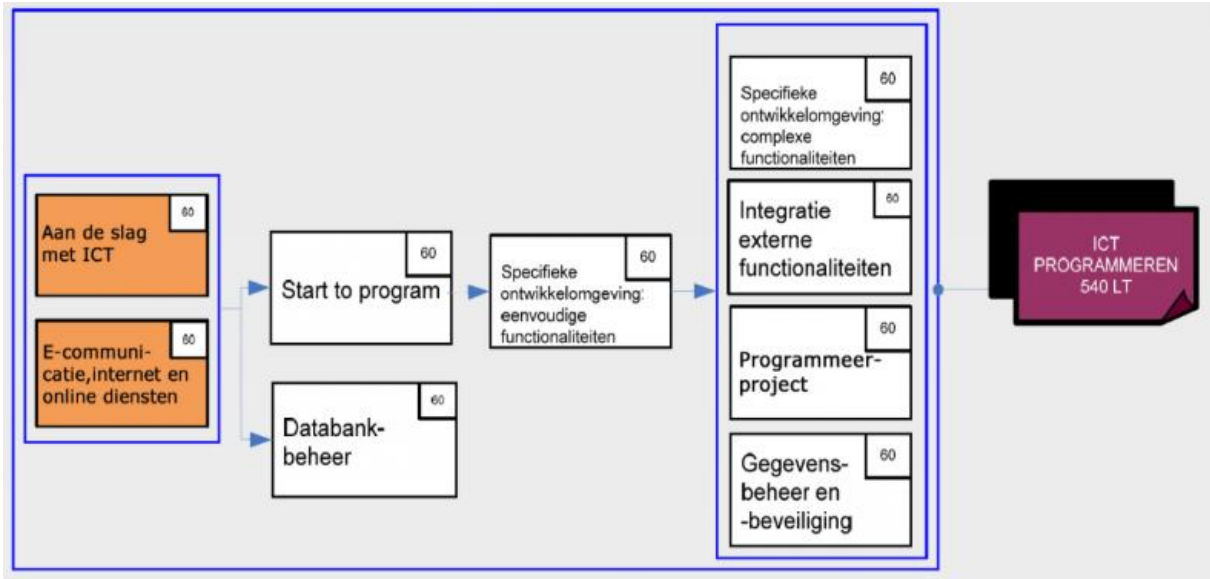 60
Aan de slag
met ICT
60
E-communi-
catie,internet en
online diensten
60
Start to program
60
Databank-
beheer
60
Specifieke
ontwikkelomgeving:
eenvoudige
functionaliteiten
60
Specifieke
ontwikkelomgeving:
complexe
functionaliteiten
60
Integratie
externe
functionaliteiten
60
Programmeer-
project
60
Gegevens-
beheer en
-beveiliging
ICT
PROGRAMMEREN
540 LT